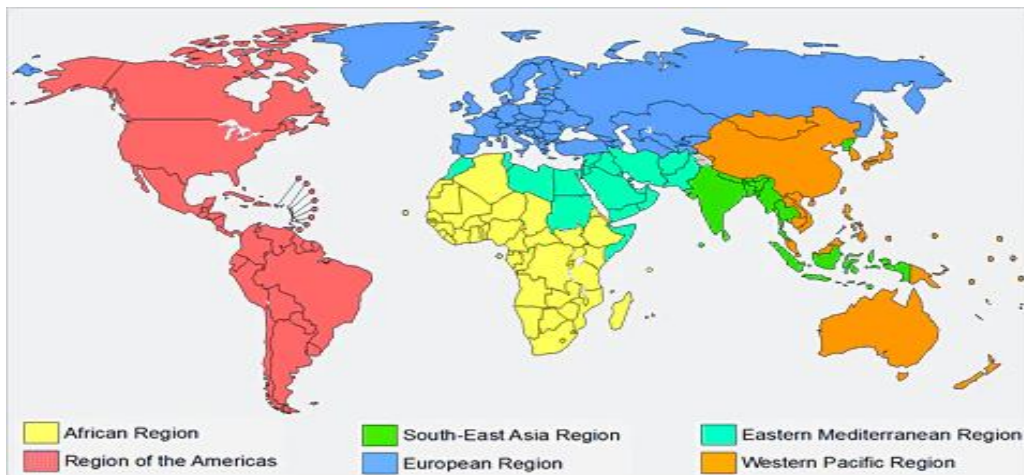 African Region
South-East Asia Region
Eastern Mediterranean Region
Region of the Americas
European Region
Western Pacific Region